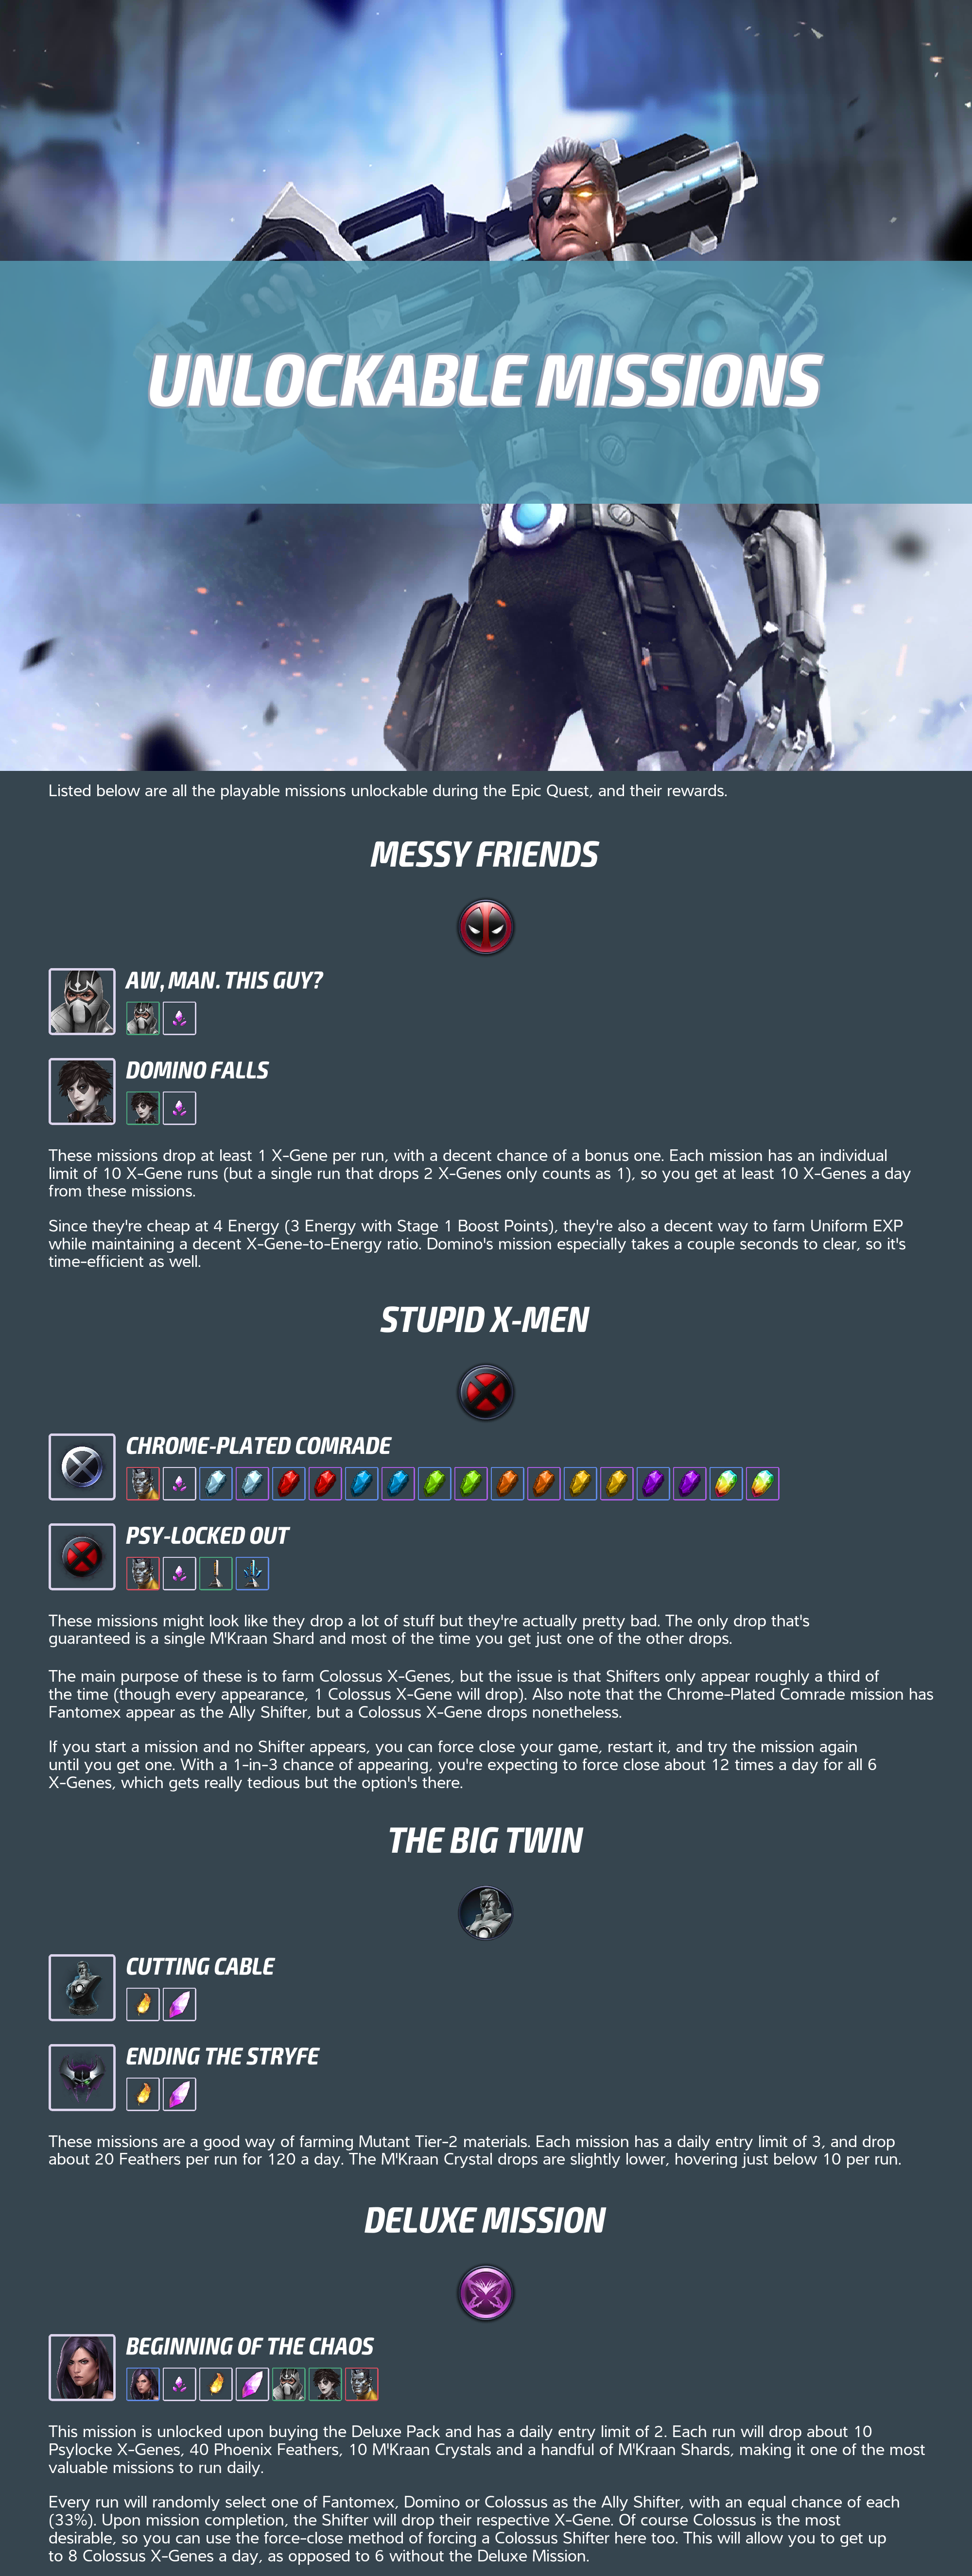 UNLOCKABLE MISSIONS
Listed below are all the playable missions unlockable during the Epic Quest, and their rewards.
MESSY FRIENDS
AW, MAN. THIS GUY?
DOMINO FALLS
These missions drop at least 1 X-Gene per run, with a decent chance of a bonus one. Each mission has an individual
limit of 10 X-Gene runs (but a single run that drops 2 X-Genes only counts as 1), so you get at least 10 X-Genes a day
from these missions.
Since they're cheap at 4 Energy (3 Energy with Stage 1 Boost Points), they're also a decent way to farm Uniform EXP
while maintaining a decent X-Gene-to-Energy ratio. Domino's mission especially takes a couple seconds to clear, so it's
time-efficient as well.
STUPID X-MEN
CHROME-PLATED COMRADE
PSY-LOCKED OUT
These missions might look like they drop a lot of stuff but they're actually pretty bad. The only drop that's
guaranteed is a single M'Kraan Shard and most of the time you get just one of the other drops.
The main purpose of these is to farm Colossus X-Genes, but the issue is that Shifters only appear roughly a third of
the time (though every appearance, 1 Colossus X-Gene will drop). Also note that the Chrome-Plated Comrade mission has
Fantomex appear as the Ally Shifter, but a Colossus X-Gene drops nonetheless.
If you start a mission and no Shifter appears, you can force close your game, restart it, and try the mission again
until you get one. With a 1-in-3 chance of appearing, you're expecting to force close about 12 times a day for all 6
X-Genes, which gets really tedious but the option's there.
THE BIG TWIN
CUTTING CABLE
ENDING THE STRYFE
These missions are a good way of farming Mutant Tier-2 materials. Each mission has a daily entry limit of 3, and drop
about 20 Feathers per run for 120 a day. The M'Kraan Crystal drops are slightly lower, hovering just below 10 per run.
DELUXE MISSION
BEGINNING OF THE CHAOS
This mission is unlocked upon buying the Deluxe Pack and has a daily entry limit of 2. Each run will drop about 10
Psylocke X-Genes, 40 Phoenix Feathers, 10 M'Kraan Crystals and a handful of M'Kraan Shards, making it one of the most
valuable missions to run daily.
Every run will randomly select one of Fantomex, Domino or Colossus as the Ally Shifter, with an equal chance of each
(33%). Upon mission completion, the Shifter will drop their respective X-Gene. Of course Colossus is the most
desirable, so you can use the force-close method of forcing a Colossus Shifter here too. This will allow you to get up
to 8 Colossus X-Genes a day, as opposed to 6 without the Deluxe Mission.